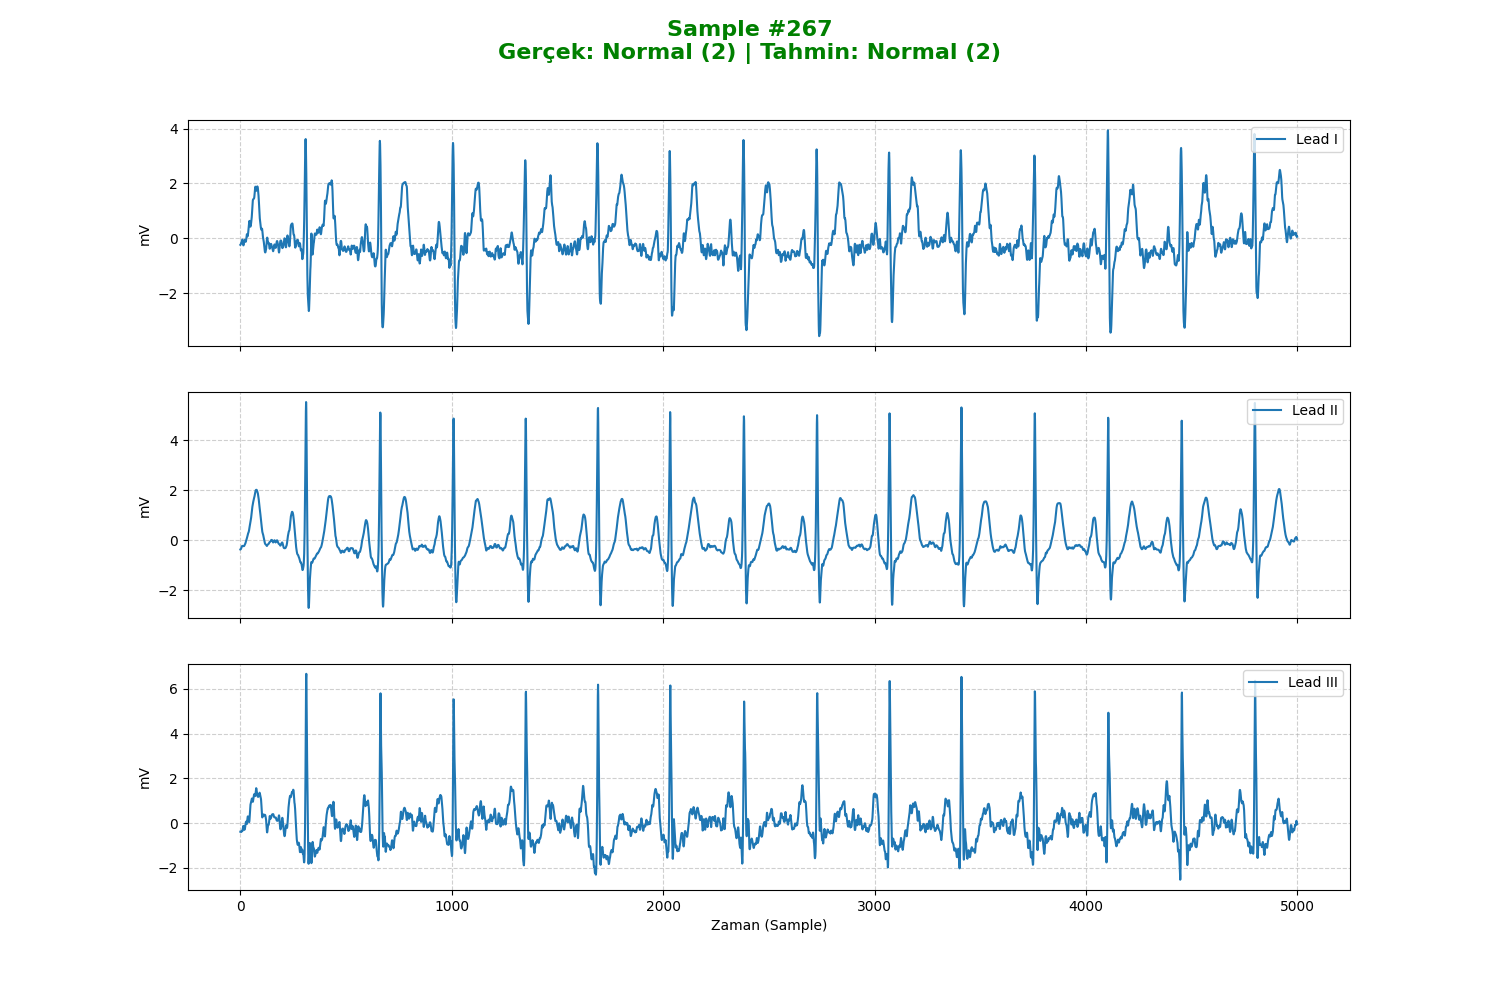 Sample #267
Gerçek: Normal (2) | Tahmin: Normal (2)
4
2
0
−2
mV
Lead I
4
2
0
−2
mV
Lead II
6
4
2
0
−2
mV
Lead III
0
1000
2000
3000
4000
5000
Zaman (Sample)